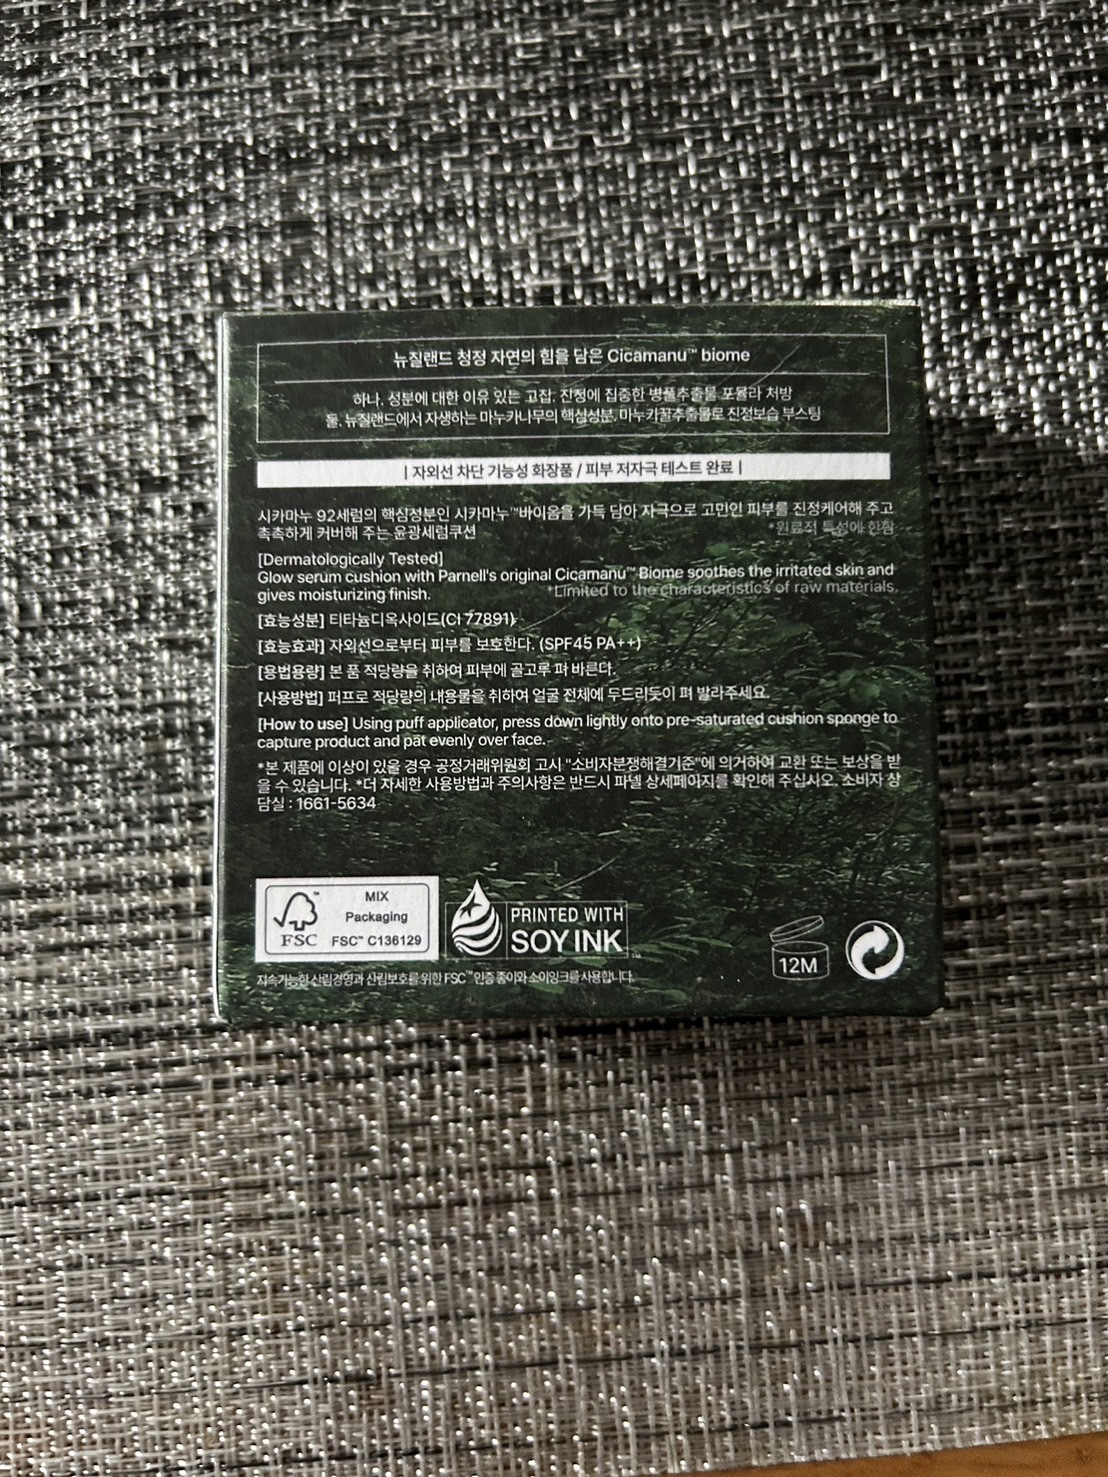 뉴질랜드 청정 자연의 힘을 담은 Cicamanu™ biome
하나. 성분에 대한 이유 있는 고집. 진정에 집중한 병풀추출물 포뮬라 처방
둘. 뉴질랜드에서 자생하는 마누카나무의 핵심성분. 마누카꿀추출물로 진정보습 부스팅
| 자외선 차단 기능성 화장품 / 피부 저자극 테스트 완료 |
시카마누 92세럼의 핵심성분인 시카마누™바이옴을 가득 담아 자극으로 고민인 피부를 진정케어해 주고
촉촉하게 커버해 주는 윤광세럼쿠션 *원료적 특성에 한함
[Dermatologically Tested]
Glow serum cushion with Parnell's original Cicamanu™ Biome soothes the irritated skin and
gives moisturizing finish. *Limited to the characteristics of raw materials.
[효능성분] 티타늄디옥사이드(CI 77891)
[효능효과] 자외선으로부터 피부를 보호한다. (SPF45 PA++)
[용법용량] 본 품 적당량을 취하여 피부에 골고루 펴 바른다.
[사용방법] 퍼프로 적당량의 내용물을 취하여 얼굴 전체에 두드리듯이 펴 발라주세요.
[How to use] Using puff applicator, press down lightly onto pre-saturated cushion sponge to
capture product and pat evenly over face.
*본 제품에 이상이 있을 경우 공정거래위원회 고시 "소비자분쟁해결기준"에 의거하여 교환 또는 보상을 받
을 수 있습니다. *더 자세한 사용방법과 주의사항은 반드시 파넬 상세페이지를 확인해 주십시오. 소비자 상
담실 : 1661-5634
MIX
Packaging
FSC™ C136129
FSC
PRINTED WITH
SOY INK
12M
지속가능한 산림경영과 산림보호를 위한 FSC™ 인증 종이와 소이잉크를 사용합니다.